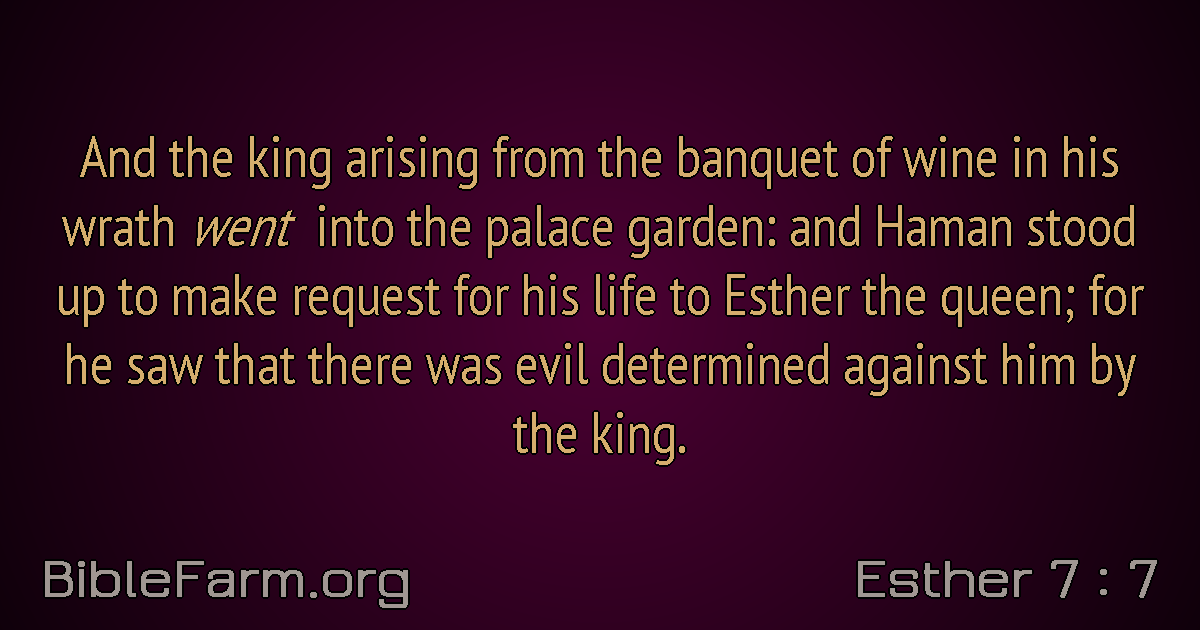 And the king arising from the banquet of wine in his
wrath went into the palace garden: and Haman stood
up to make request for his life to Esther the queen; for
he saw that there was evil determined against him by
the king.
BibleFarm.org
Esther 7 : 7